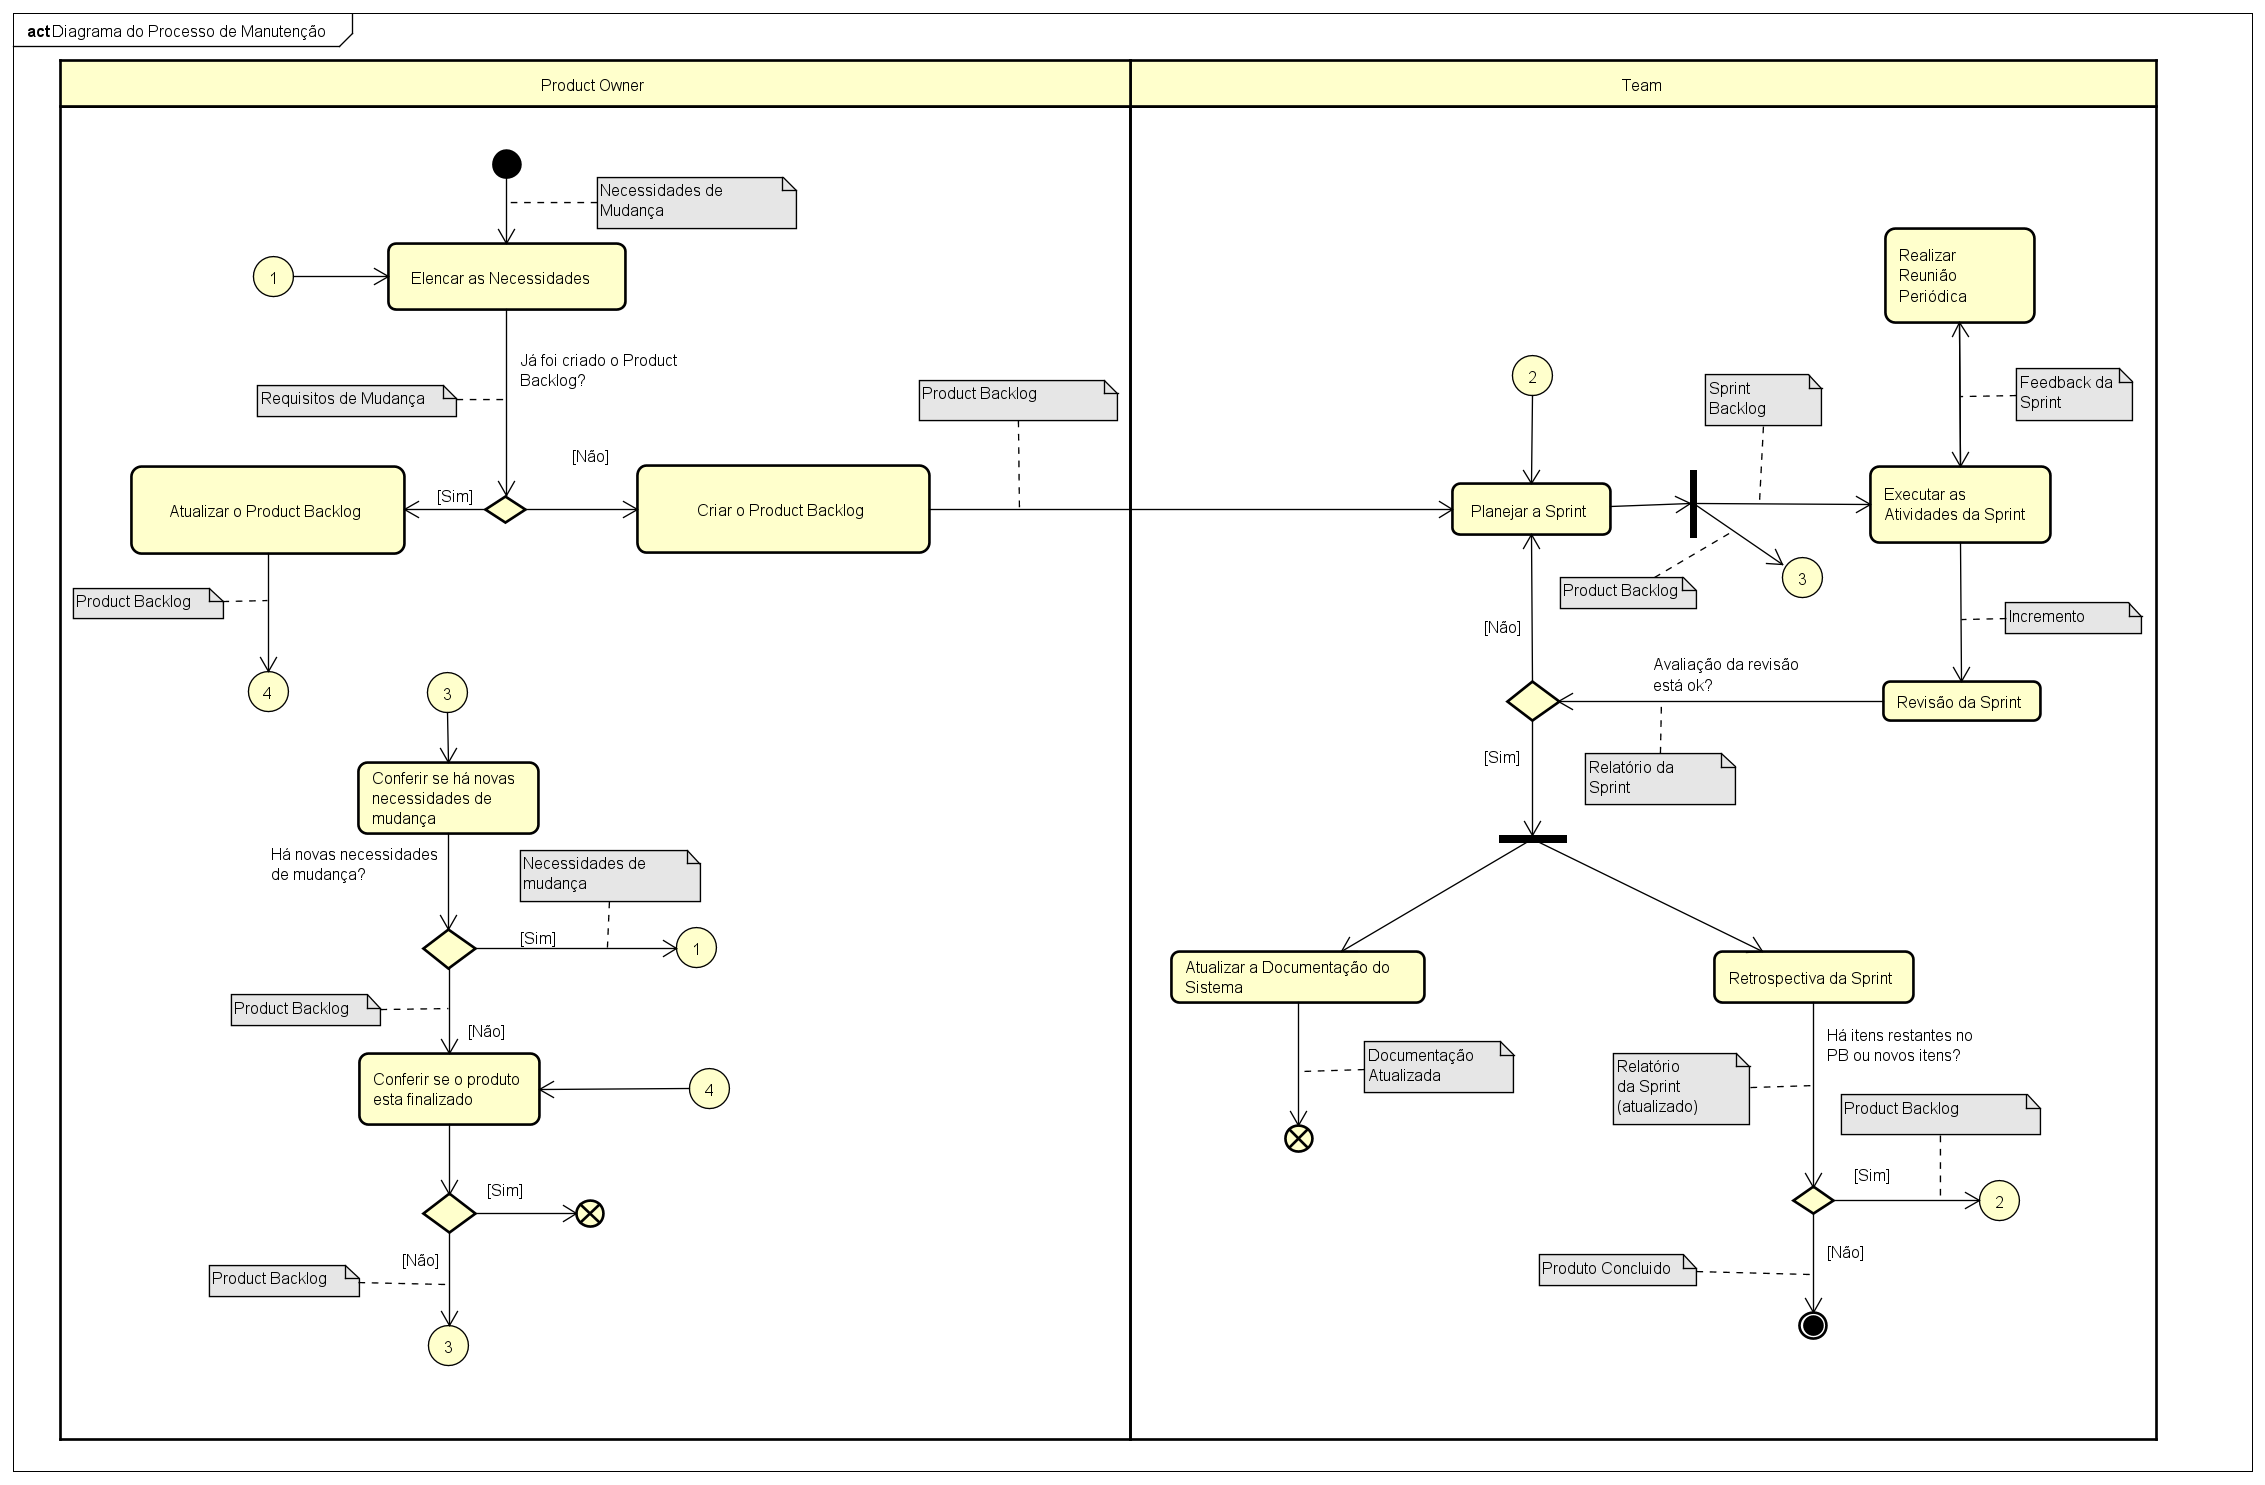 act Diagrama do Processo de Manutenção
Product Owner
Team
Necessidades de
Mudança
1
Elencar as Necessidades
Já foi criado o Product
Backlog?
Requisitos de Mudança
Product Backlog
[Não]
[Sim]
Atualizar o Product Backlog
Criar o Product Backlog
Product Backlog
4
3
Conferir se há novas
necessidades de
mudança
Há novas necessidades
de mudança?
Necessidades de
mudança
[Sim]
1
Product Backlog
[Não]
Conferir se o produto
esta finalizado
4
[Sim]
[Não]
Product Backlog
3
Realizar
Reunião
Periódica
2
Sprint
Backlog
Feedback da
Sprint
Planejar a Sprint
Executar as
Atividades da Sprint
Product Backlog
3
Incremento
[Não]
Avaliação da revisão
está ok?
Revisão da Sprint
[Sim]
Relatório da
Sprint
Atualizar a Documentação do
Sistema
Retrospectiva da Sprint
Documentação
Atualizada
Há itens restantes no
PB ou novos itens?
Relatório
da Sprint
(atualizado)
Product Backlog
[Sim]
2
[Não]
Produto Concluido